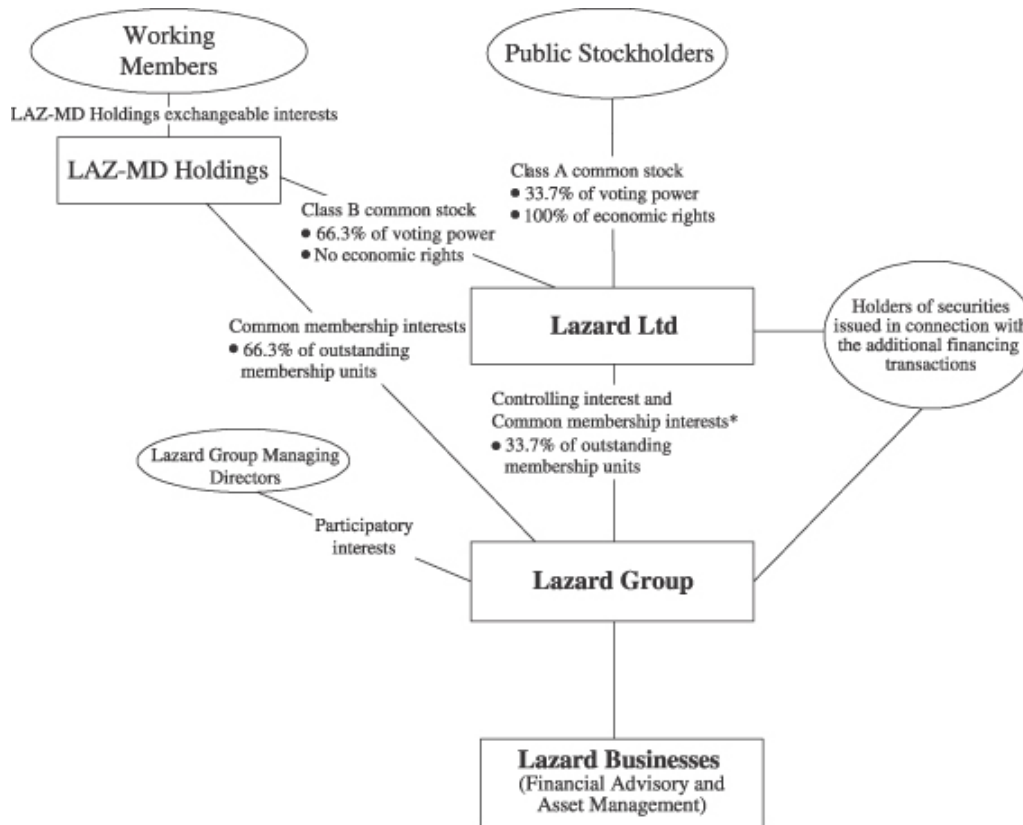 Working
Members
Public Stockholders
LAZ-MD Holdings exchangeable interests
LAZ-MD Holdings
Class A common stock
● 33.7% of voting power
● 100% of economic rights
Class B common stock
● 66.3% of voting power
● No economic rights
Lazard Ltd
Holders of securities
issued in connection with
the additional financing
transactions
Common membership interests
● 66.3% of outstanding
membership units
Controlling interest and
Common membership interests*
● 33.7% of outstanding
membership units
Lazard Group Managing
Directors
Participatory
interests
Lazard Group
Lazard Businesses
(Financial Advisory and
Asset Management)